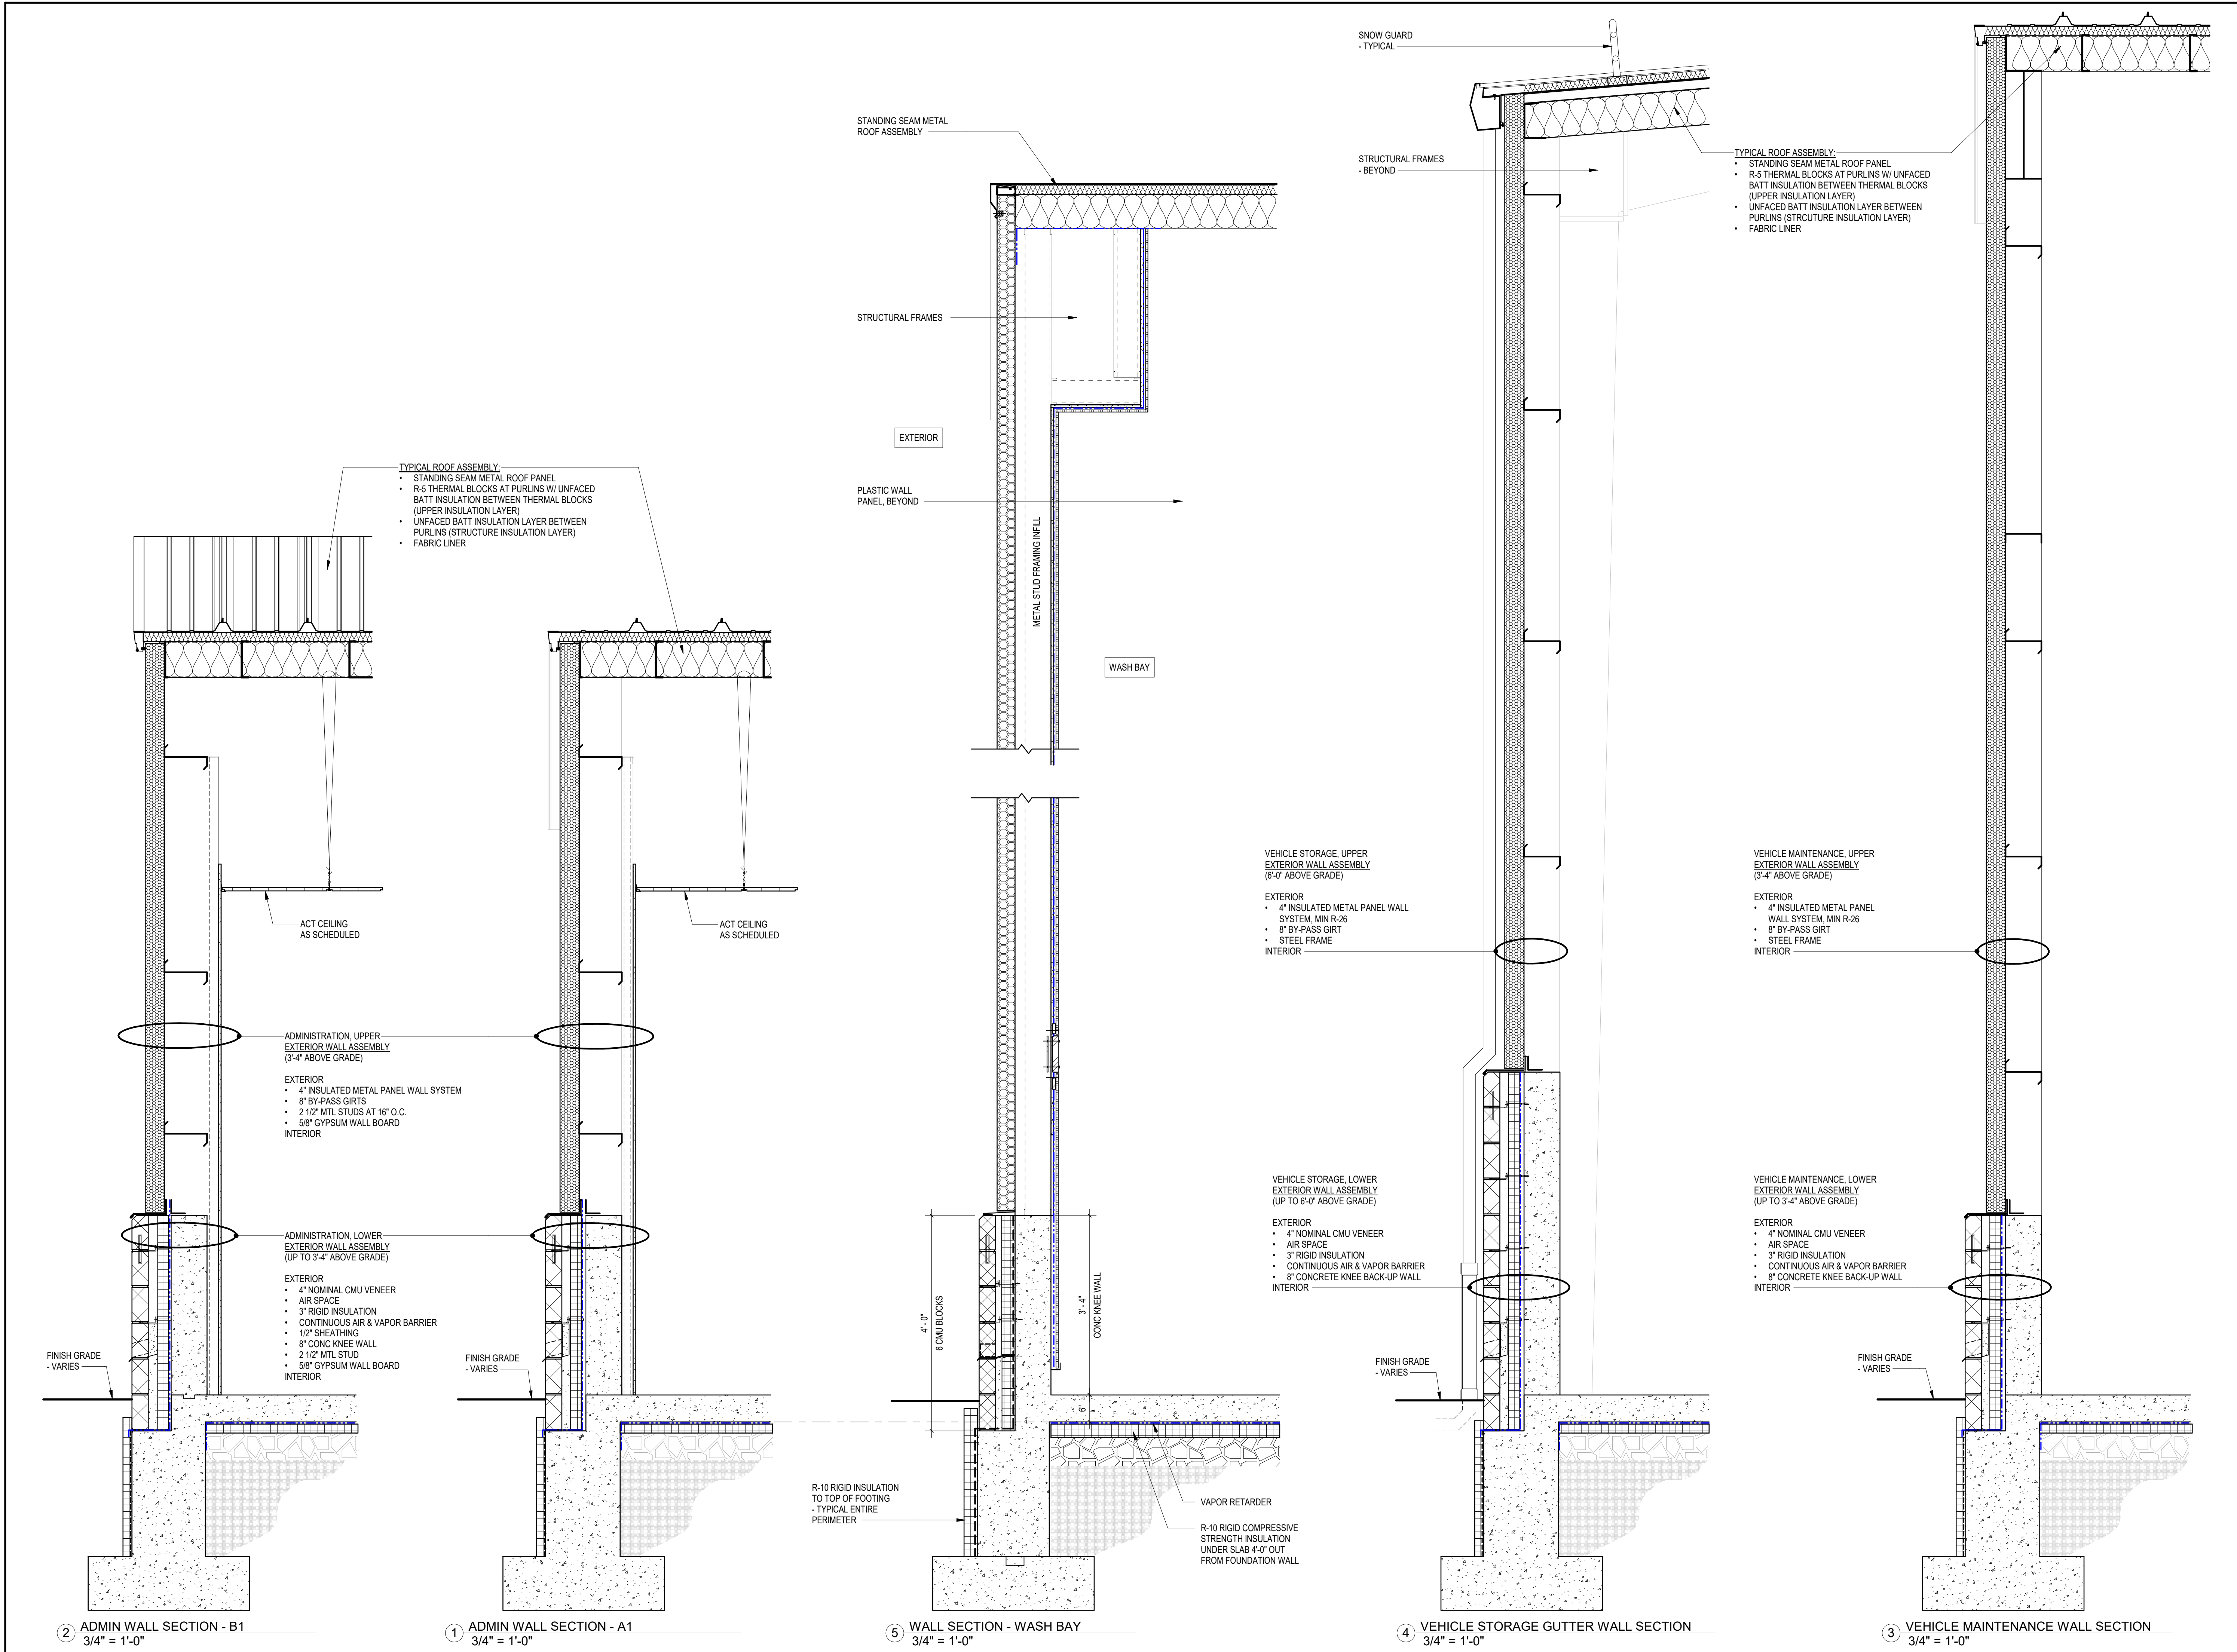 TYPICAL ROOF ASSEMBLY:
• STANDING SEAM METAL ROOF PANEL
• R-5 THERMAL BLOCKS AT PURLINS W/ UNFACED
BATT INSULATION BETWEEN THERMAL BLOCKS
(UPPER INSULATION LAYER)
• UNFACED BATT INSULATION LAYER BETWEEN
PURLINS (STRUCTURE INSULATION LAYER)
• FABRIC LINER
ACT CEILING
AS SCHEDULED
ACT CEILING
AS SCHEDULED
ADMINISTRATION, UPPER
EXTERIOR WALL ASSEMBLY
(3'-4" ABOVE GRADE)
EXTERIOR
• 4" INSULATED METAL PANEL WALL SYSTEM
• 8" BY-PASS GIRTS
• 2 1/2" MTL STUDS AT 16" O.C.
• 5/8" GYPSUM WALL BOARD
INTERIOR
ADMINISTRATION, LOWER
EXTERIOR WALL ASSEMBLY
(UP TO 3'-4" ABOVE GRADE)
EXTERIOR
• 4" NOMINAL CMU VENEER
• AIR SPACE
• 3" RIGID INSULATION
• CONTINUOUS AIR & VAPOR BARRIER
• 1/2" SHEATHING
• 8" CONC KNEE WALL
• 2 1/2" MTL STUD
• 5/8" GYPSUM WALL BOARD
INTERIOR
FINISH GRADE
- VARIES
FINISH GRADE
- VARIES
2 ADMIN WALL SECTION - B1
3/4" = 1'-0"
1 ADMIN WALL SECTION - A1
3/4" = 1'-0"
STANDING SEAM METAL
ROOF ASSEMBLY
STRUCTURAL FRAMES
EXTERIOR
PLASTIC WALL
PANEL, BEYOND
METAL STUD FRAMING INFILL
WASH BAY
4' - 0"
6 CMU BLOCKS
3' - 4"
CONC KNEE WALL
6"
R-10 RIGID INSULATION
TO TOP OF FOOTING
- TYPICAL ENTIRE
PERIMETER
VAPOR RETARDER
R-10 RIGID COMPRESSIVE
STRENGTH INSULATION
UNDER SLAB 4'-0" OUT
FROM FOUNDATION WALL
5 WALL SECTION - WASH BAY
3/4" = 1'-0"
SNOW GUARD
- TYPICAL
STRUCTURAL FRAMES
- BEYOND
TYPICAL ROOF ASSEMBLY:
• STANDING SEAM METAL ROOF PANEL
• R-5 THERMAL BLOCKS AT PURLINS W/ UNFACED
BATT INSULATION BETWEEN THERMAL BLOCKS
(UPPER INSULATION LAYER)
• UNFACED BATT INSULATION LAYER BETWEEN
PURLINS (STRCUTURE INSULATION LAYER)
• FABRIC LINER
VEHICLE STORAGE, UPPER
EXTERIOR WALL ASSEMBLY
(6'-0" ABOVE GRADE)
EXTERIOR
• 4" INSULATED METAL PANEL WALL
SYSTEM, MIN R-26
• 8" BY-PASS GIRT
• STEEL FRAME
INTERIOR
VEHICLE STORAGE, LOWER
EXTERIOR WALL ASSEMBLY
(UP TO 6'-0" ABOVE GRADE)
EXTERIOR
• 4" NOMINAL CMU VENEER
• AIR SPACE
• 3" RIGID INSULATION
• CONTINUOUS AIR & VAPOR BARRIER
• 8" CONCRETE KNEE BACK-UP WALL
INTERIOR
FINISH GRADE
- VARIES
4 VEHICLE STORAGE GUTTER WALL SECTION
3/4" = 1'-0"
VEHICLE MAINTENANCE, UPPER
EXTERIOR WALL ASSEMBLY
(3'-4" ABOVE GRADE)
EXTERIOR
• 4" INSULATED METAL PANEL
WALL SYSTEM, MIN R-26
• 8" BY-PASS GIRT
• STEEL FRAME
INTERIOR
VEHICLE MAINTENANCE, LOWER
EXTERIOR WALL ASSEMBLY
(UP TO 3'-4" ABOVE GRADE)
EXTERIOR
• 4" NOMINAL CMU VENEER
• AIR SPACE
• 3" RIGID INSULATION
• CONTINUOUS AIR & VAPOR BARRIER
• 8" CONCRETE KNEE BACK-UP WALL
INTERIOR
FINISH GRADE
- VARIES
3 VEHICLE MAINTENANCE WALL SECTION
3/4" = 1'-0"